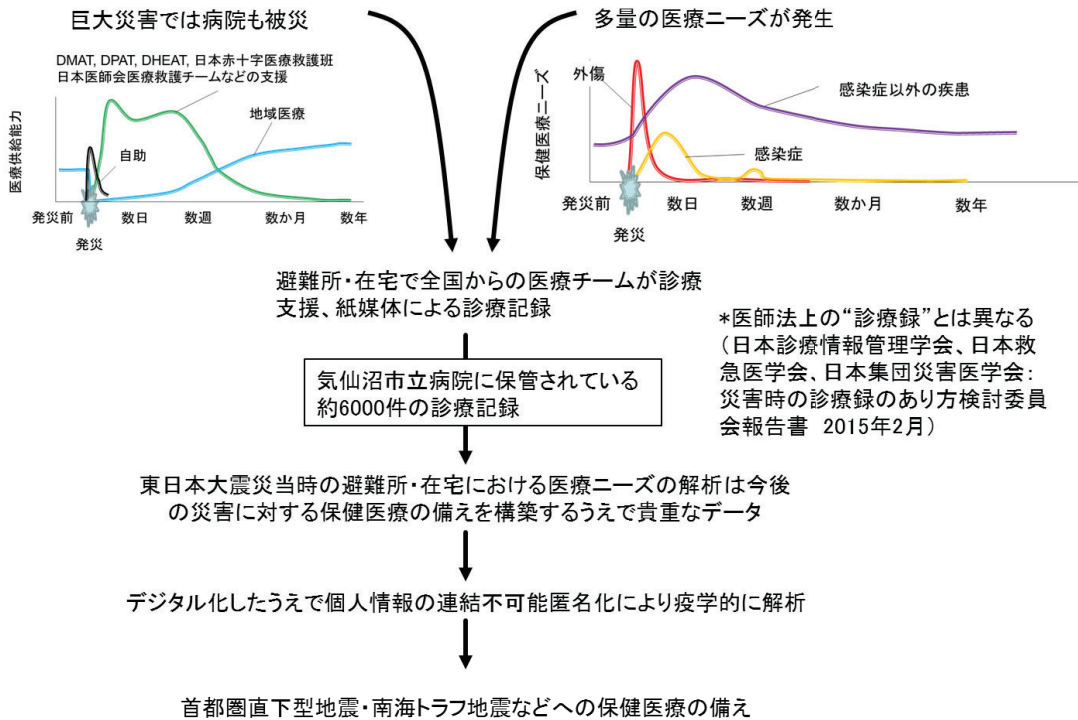 巨大災害では病院も被災
DMAT, DPAT, DHEAT, 日本赤十字医療救護班
日本医師会医療救護チームなどの支援
医療供給能力
地域医療
自助
発災前
数日
数週
数か月
数年
発災
多量の医療ニーズが発生
保健医療ニーズ
外傷
感染症以外の疾患
感染症
発災前
数日
数週
数か月
数年
発災
避難所・在宅で全国からの医療チームが診療
支援、紙媒体による診療記録
*医師法上の“診療録”とは異なる
（日本診療情報管理学会、日本救
急医学会、日本集団災害医学会：
災害時の診療録のあり方検討委員
会報告書 2015年2月）
気仙沼市立病院に保管されている
約6000件の診療記録
東日本大震災当時の避難所・在宅における医療ニーズの解析は今後
の災害に対する保健医療の備えを構築するうえで貴重なデータ
デジタル化したうえで個人情報の連結不可能匿名化により疫学的に解析
首都圏直下型地震・南海トラフ地震などへの保健医療の備え